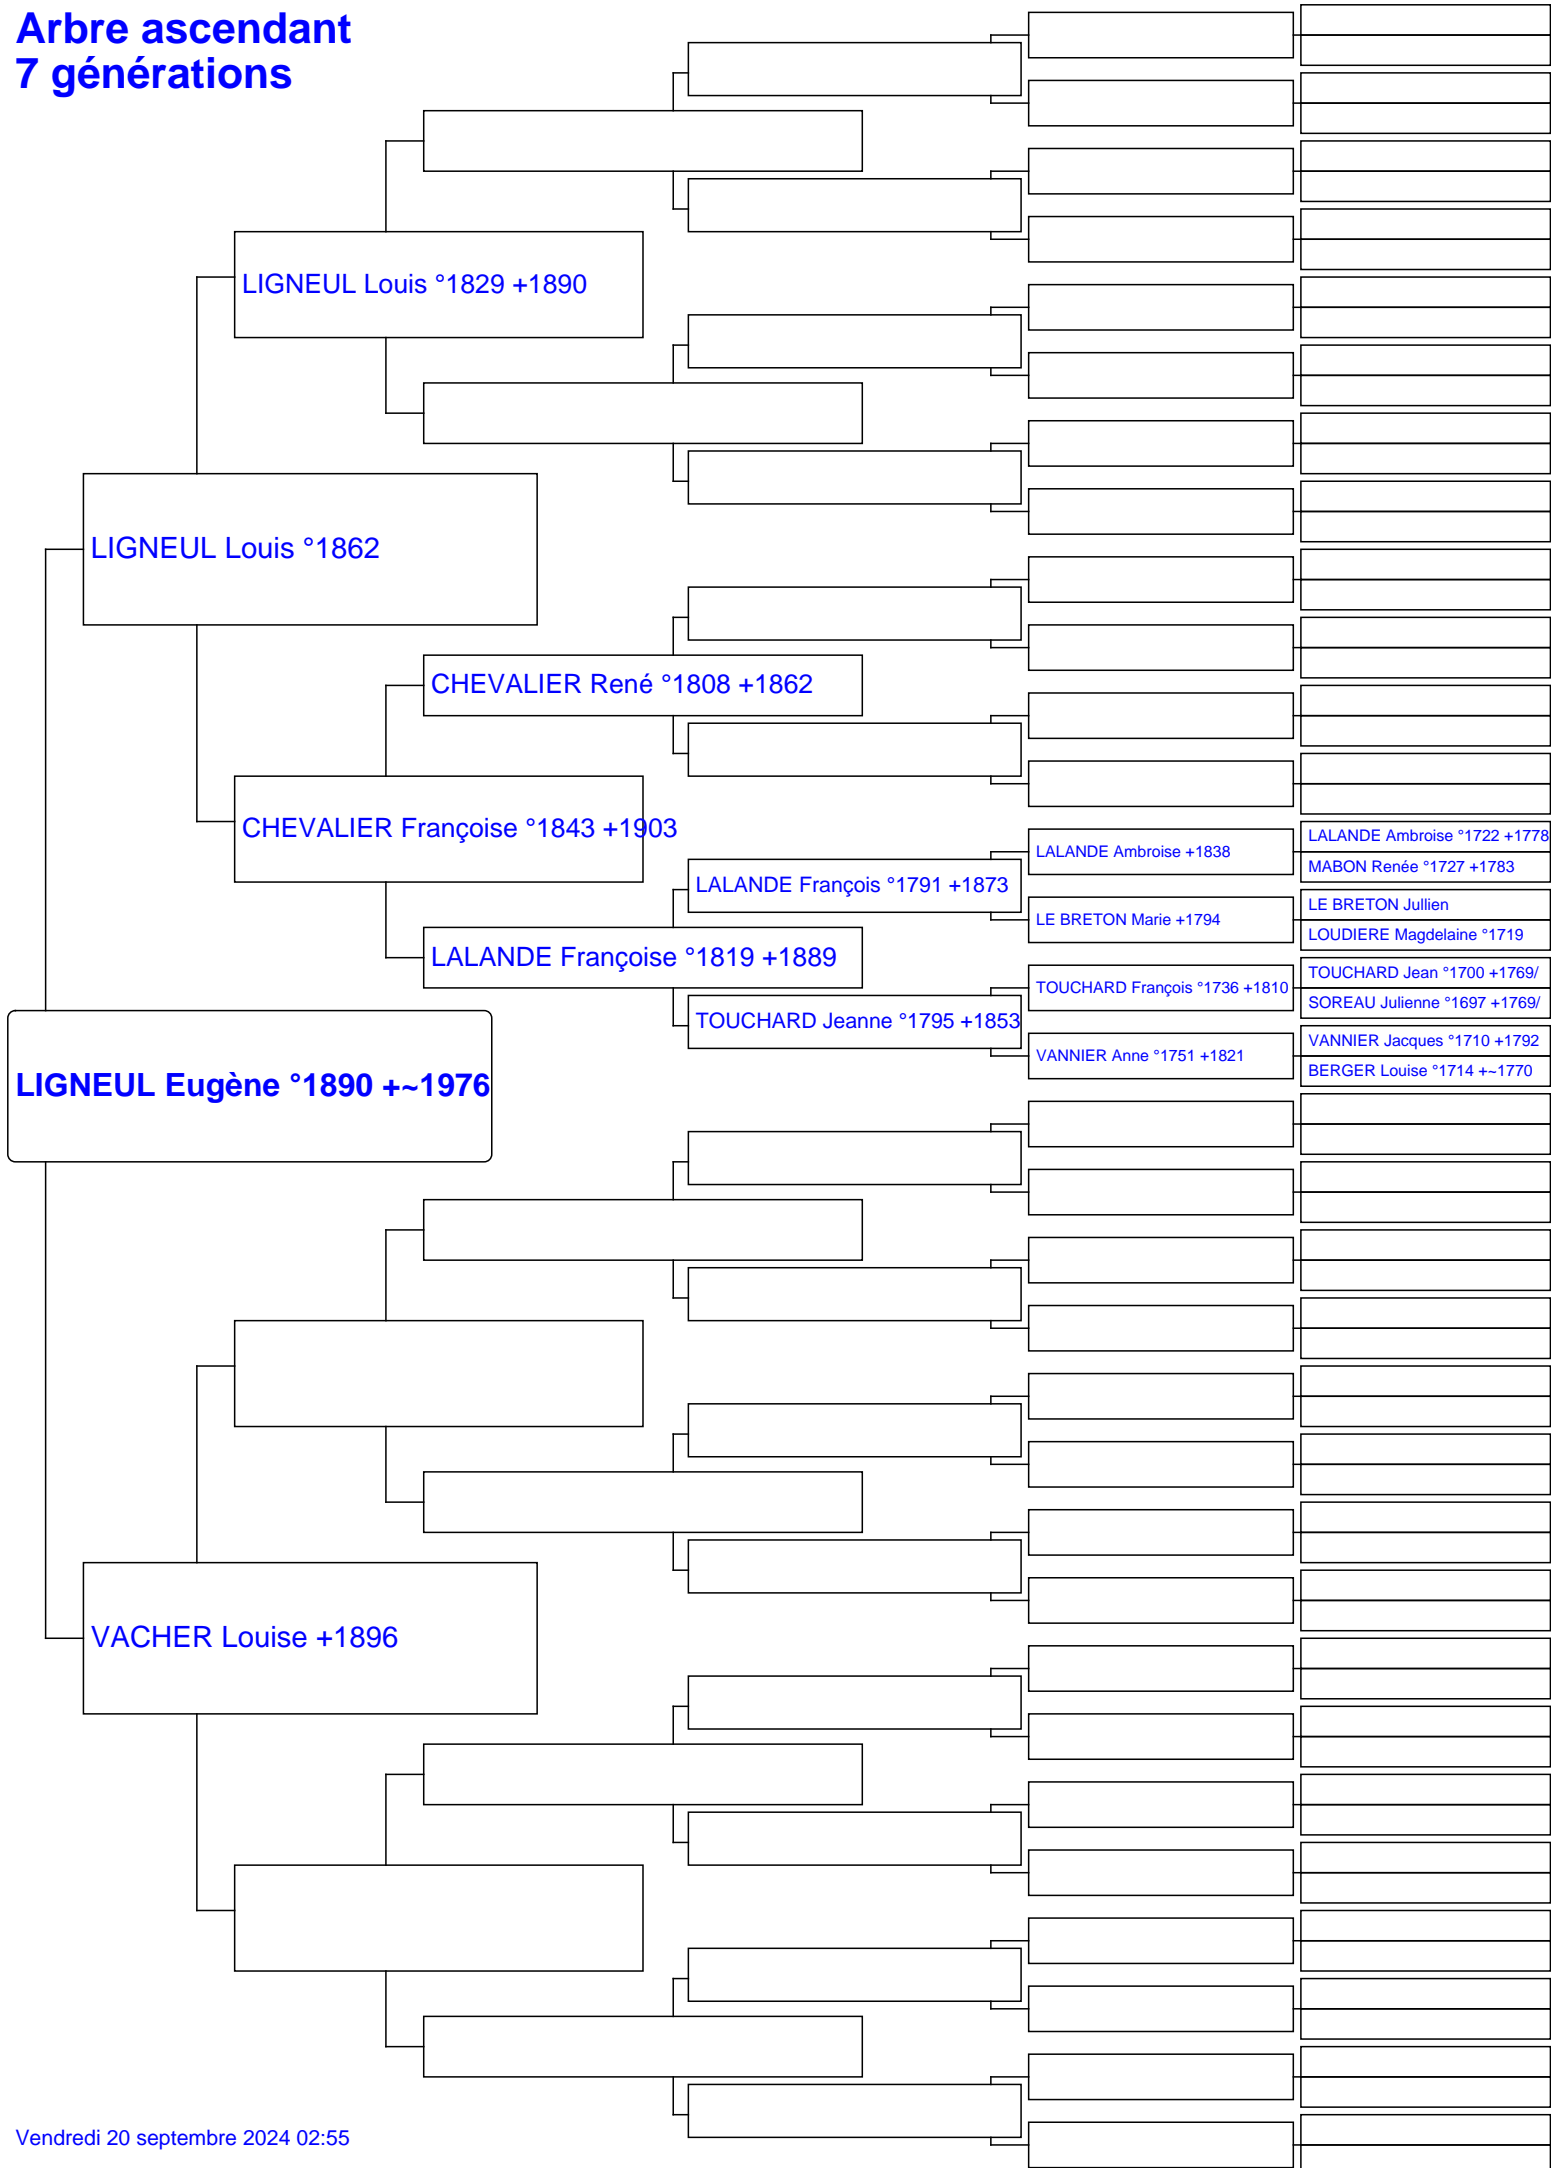 Arbre ascendant
7 générations
LIGNEUL Louis °1829 +1890
LIGNEUL Louis °1862
CHEVALIER René °1808 +1862
CHEVALIER Françoise °1843 +1903
LALANDE Ambroise °1722 +1778
LALANDE Ambroise +1838
MABON Renée °1727 +1783
LALANDE François °1791 +1873
LE BRETON Jullien
LE BRETON Marie +1794
LOUDIERE Magdelaine °1719
LALANDE Françoise °1819 +1889
TOUCHARD Jean °1700 +1769/
TOUCHARD François °1736 +1810
SOREAU Julienne °1697 +1769/
TOUCHARD Jeanne °1795 +1853
VANNIER Jacques °1710 +1792
VANNIER Anne °1751 +1821
BERGER Louise °1714 +~1770
LIGNEUL Eugène °1890 +~1976
VACHER Louise +1896
Vendredi 20 septembre 2024 02:55